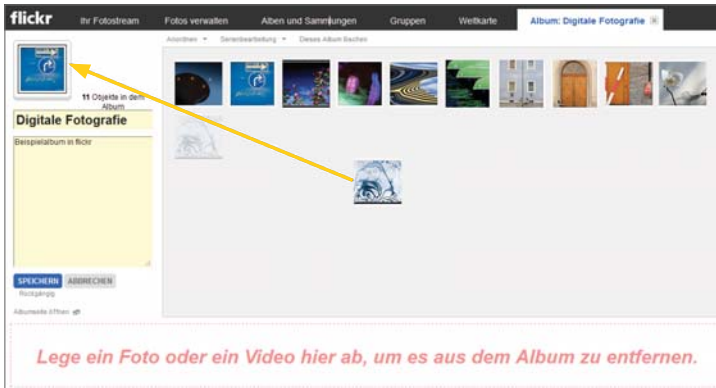 flickr
Ihr Fotostream
Fotos verwalten
Alben und Sammlungen
Gruppen
Weltkarte
Album: Digitale Fotografie
Anordnen
Serienbearbeitung
Dieses Album löschen
11 Objekte in dem
Album
Digitale Fotografie
Beispielalbum in flickr
SPEICHERN
ABBRECHEN
Rückgängig
Albumseite öffnen
Lege ein Foto oder ein Video hier ab, um es aus dem Album zu entfernen.